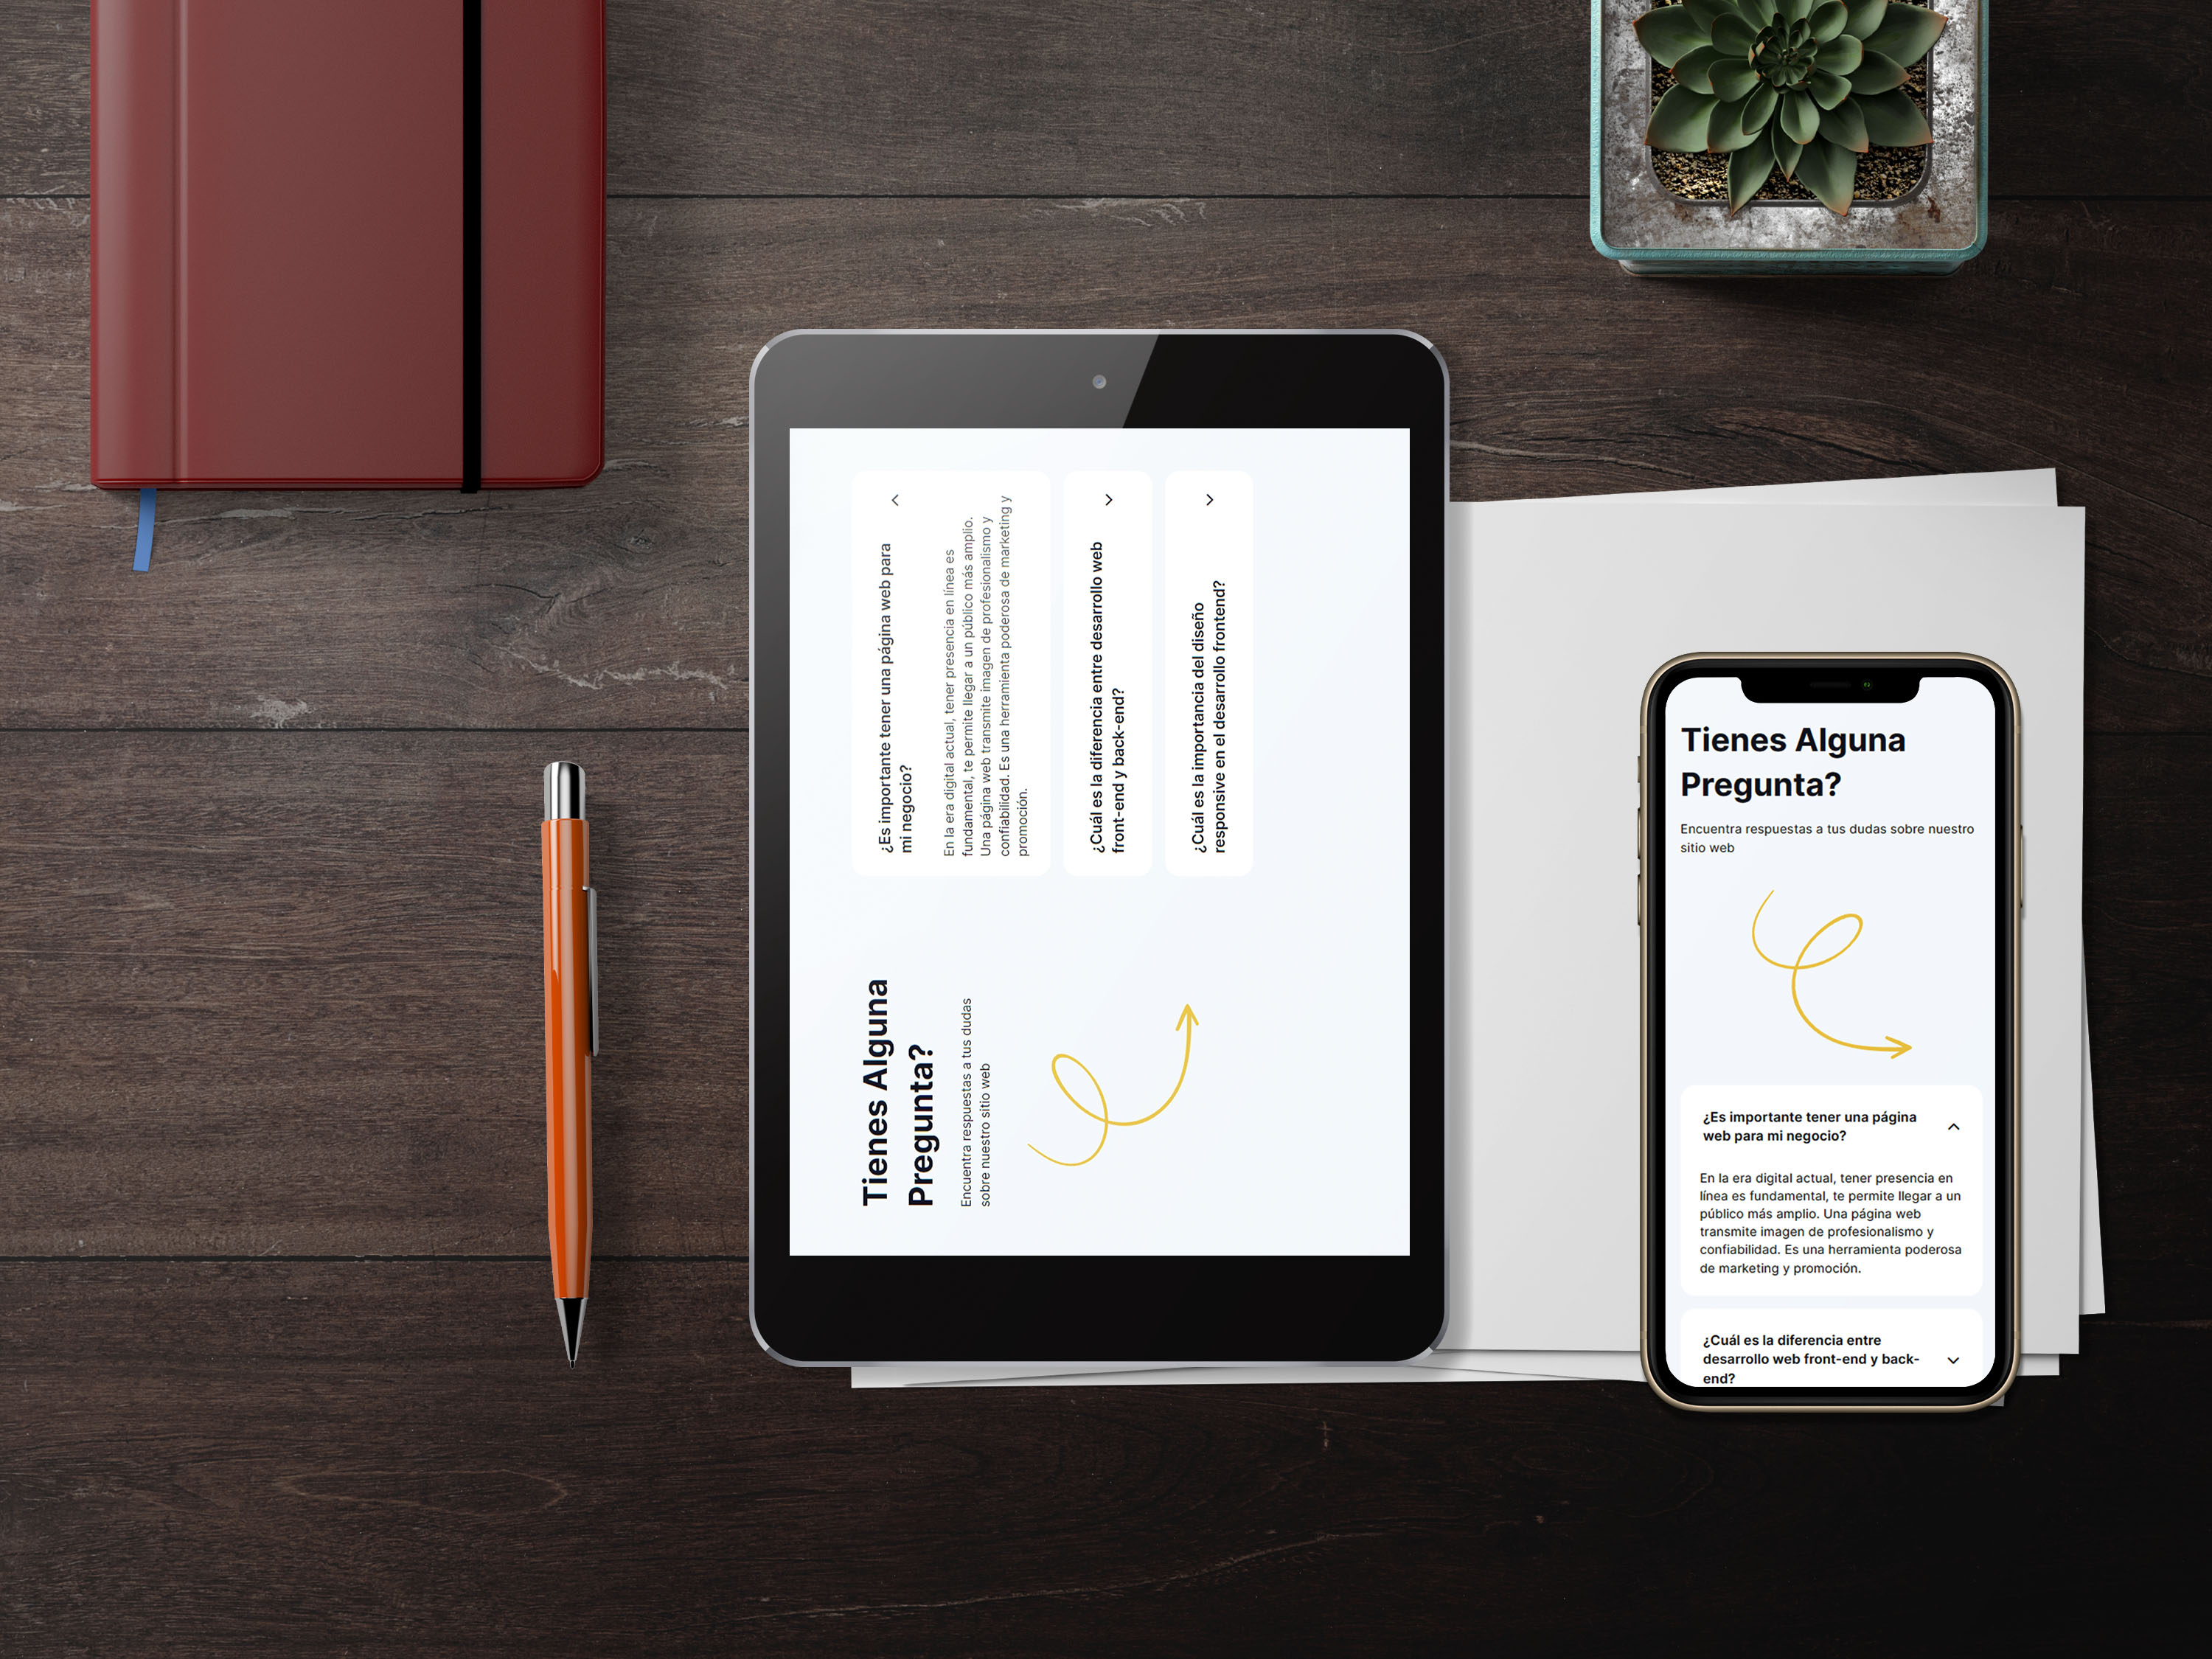 Tienes Alguna
Pregunta?
Encuentra respuestas a tus dudas
sobre nuestro sitio web
¿Es importante tener una página web para
mi negocio?
En la era digital actual, tener presencia en línea es
fundamental, te permite llegar a un público más amplio.
Una página web transmite imagen de profesionalismo y
confiabilidad. Es una herramienta poderosa de marketing y
promoción.
¿Cuál es la diferencia entre desarrollo web
front-end y back-end?
¿Cuál es la importancia del diseño
responsive en el desarrollo frontend?
Tienes Alguna
Pregunta?
Encuentra respuestas a tus dudas sobre nuestro
sitio web
¿Es importante tener una página
web para mi negocio?
En la era digital actual, tener presencia en
línea es fundamental, te permite llegar a un
público más amplio. Una página web
transmite imagen de profesionalismo y
confiabilidad. Es una herramienta poderosa
de marketing y promoción.
¿Cuál es la diferencia entre
desarrollo web front-end y back-
end?